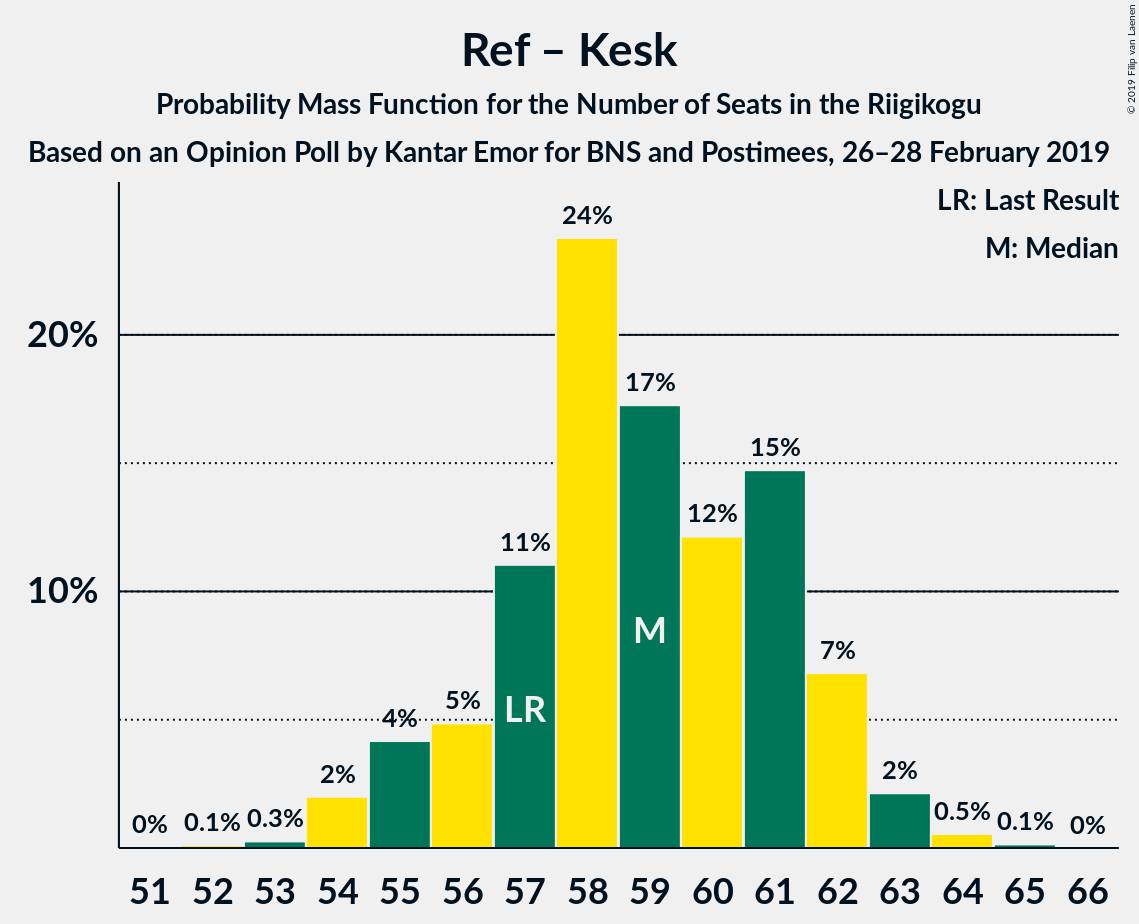 Ref – Kesk
Probability Mass Function for the Number of Seats in the Riigikogu
Based on an Opinion Poll by Kantar Emor for BNS and Postimees, 26–28 February 2019
© 2019 Filip van Laenen
LR: Last Result
M: Median
20%
10%
0% 0.1% 0.3% 2% 4% 5% 11% 24% 17% 12% 15% 7% 2% 0.5% 0.1% 0%
LR
M
51 52 53 54 55 56 57 58 59 60 61 62 63 64 65 66